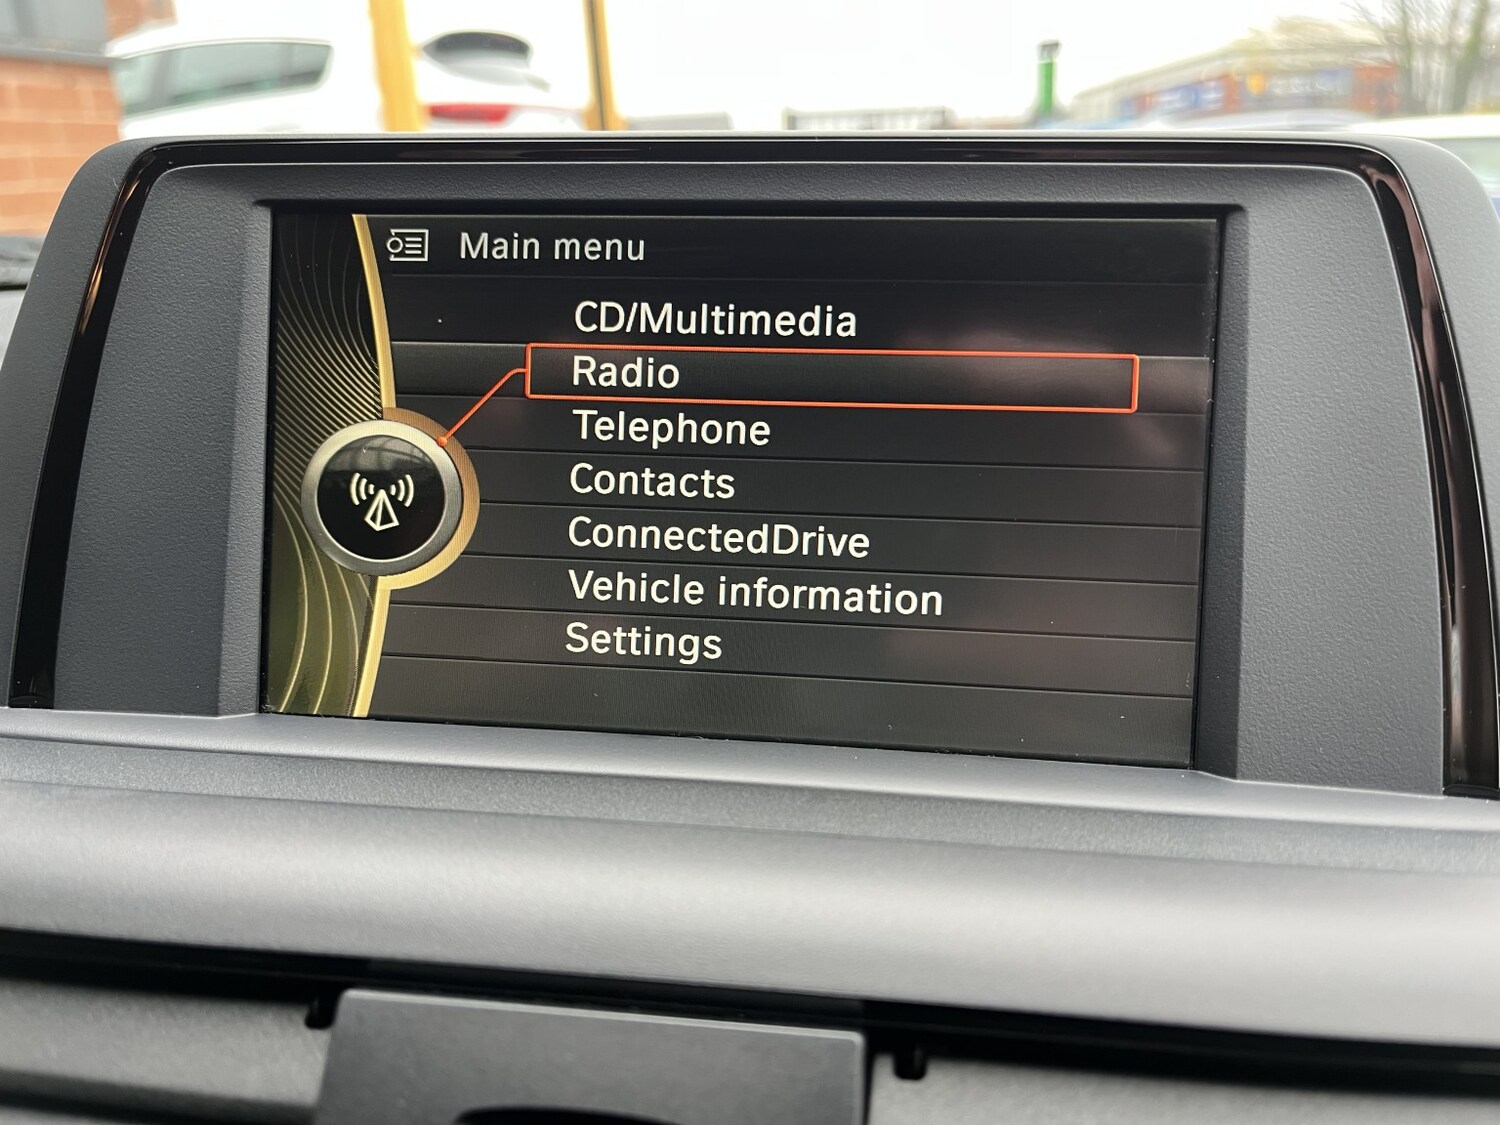 Main menu
CD/Multimedia
Radio
Telephone
Contacts
ConnectedDrive
Vehicle information
Settings